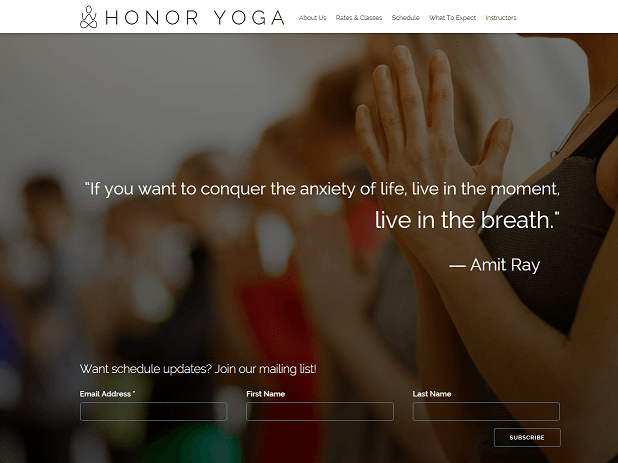 HONOR YOGA
About Us Rates & Classes Schedule What To Expect Instructors
"If you want to conquer the anxiety of life, live in the moment,
live in the breath."
— Amit Ray
Want schedule updates? Join our mailing list!
Email Address * First Name Last Name
SUBSCRIBE